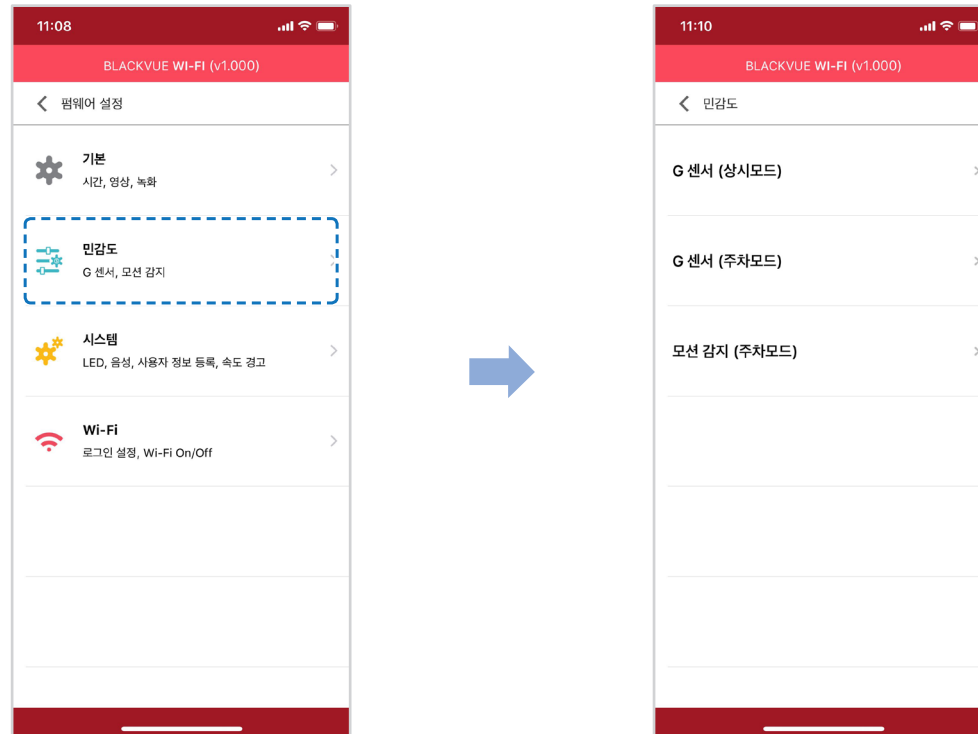 11:08
BLACKVUE WI-FI (v1.000)
펌웨어 설정
기본
시간, 영상, 녹화
민감도
G 센서, 모션 감지
시스템
LED, 음성, 사용자 정보 등록, 속도 경고
Wi-Fi
로그인 설정, Wi-Fi On/Off
11:10
BLACKVUE WI-FI (v1.000)
민감도
G 센서 (상시모드)
G 센서 (주차모드)
모션 감지 (주차모드)